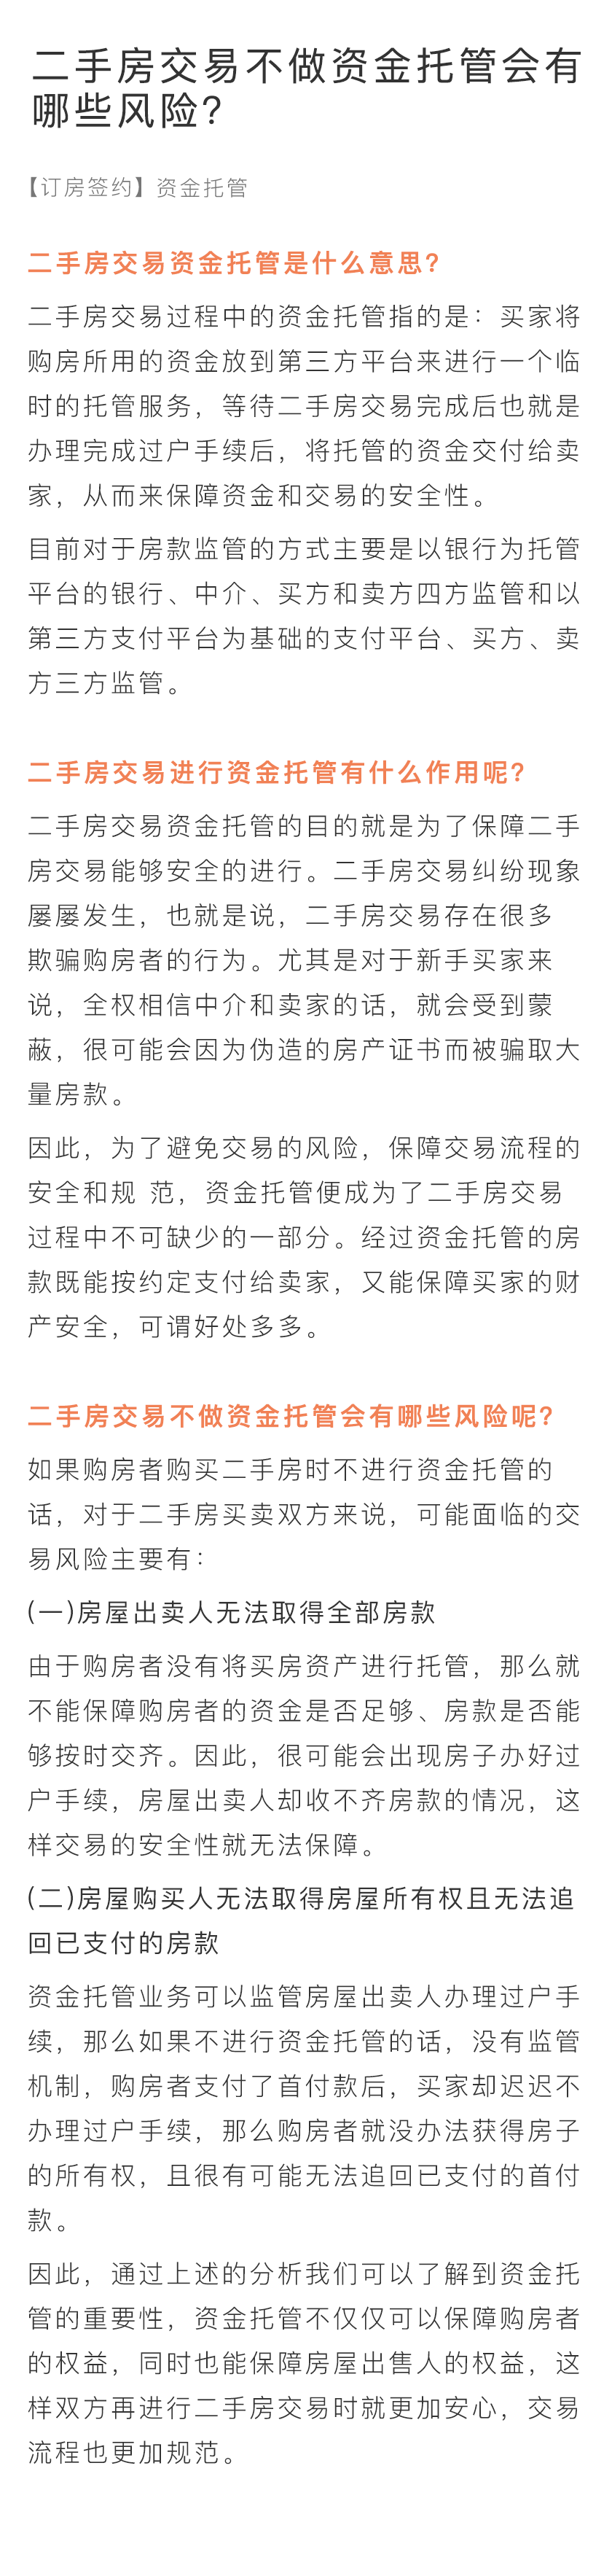 二手房交易不做资金托管会有
哪些风险?
【订房签约】资金托管
二手房交易资金托管是什么意思?
二手房交易过程中的资金托管指的是：买家将
购房所用的资金放到第三方平台来进行一个临
时的托管服务，等待二手房交易完成后也就是
办理完成过户手续后，将托管的资金交付给卖
家，从而来保障资金和交易的安全性。
目前对于房款监管的方式主要是以银行为托管
平台的银行、中介、买方和卖方四方监管和以
第三方支付平台为基础的支付平台、买方、卖
方三方监管。
二手房交易进行资金托管有什么作用呢?
二手房交易资金托管的目的就是为了保障二手
房交易能够安全的进行。二手房交易纠纷现象
屡屡发生，也就是说，二手房交易存在很多
欺骗购房者的行为。尤其是对于新手买家来
说，全权相信中介和卖家的话，就会受到蒙
蔽，很可能会因为伪造的房产证书而被骗取大
量房款。
因此，为了避免交易的风险，保障交易流程的
安全和规 范，资金托管便成为了二手房交易
过程中不可缺少的一部分。经过资金托管的房
款既能按约定支付给卖家，又能保障买家的财
产安全，可谓好处多多。
二手房交易不做资金托管会有哪些风险呢?
如果购房者购买二手房时不进行资金托管的
话，对于二手房买卖双方来说，可能面临的交
易风险主要有：
(一)房屋出卖人无法取得全部房款
由于购房者没有将买房资产进行托管，那么就
不能保障购房者的资金是否足够、房款是否能
够按时交齐。因此，很可能会出现房子办好过
户手续，房屋出卖人却收不齐房款的情况，这
样交易的安全性就无法保障。
(二)房屋购买人无法取得房屋所有权且无法追
回已支付的房款
资金托管业务可以监管房屋出卖人办理过户手
续，那么如果不进行资金托管的话，没有监管
机制，购房者支付了首付款后，买家却迟迟不
办理过户手续，那么购房者就没办法获得房子
的所有权，且很有可能无法追回已支付的首付
款。
因此，通过上述的分析我们可以了解到资金托
管的重要性，资金托管不仅仅可以保障购房者
的权益，同时也能保障房屋出售人的权益，这
样双方再进行二手房交易时就更加安心，交易
流程也更加规范。